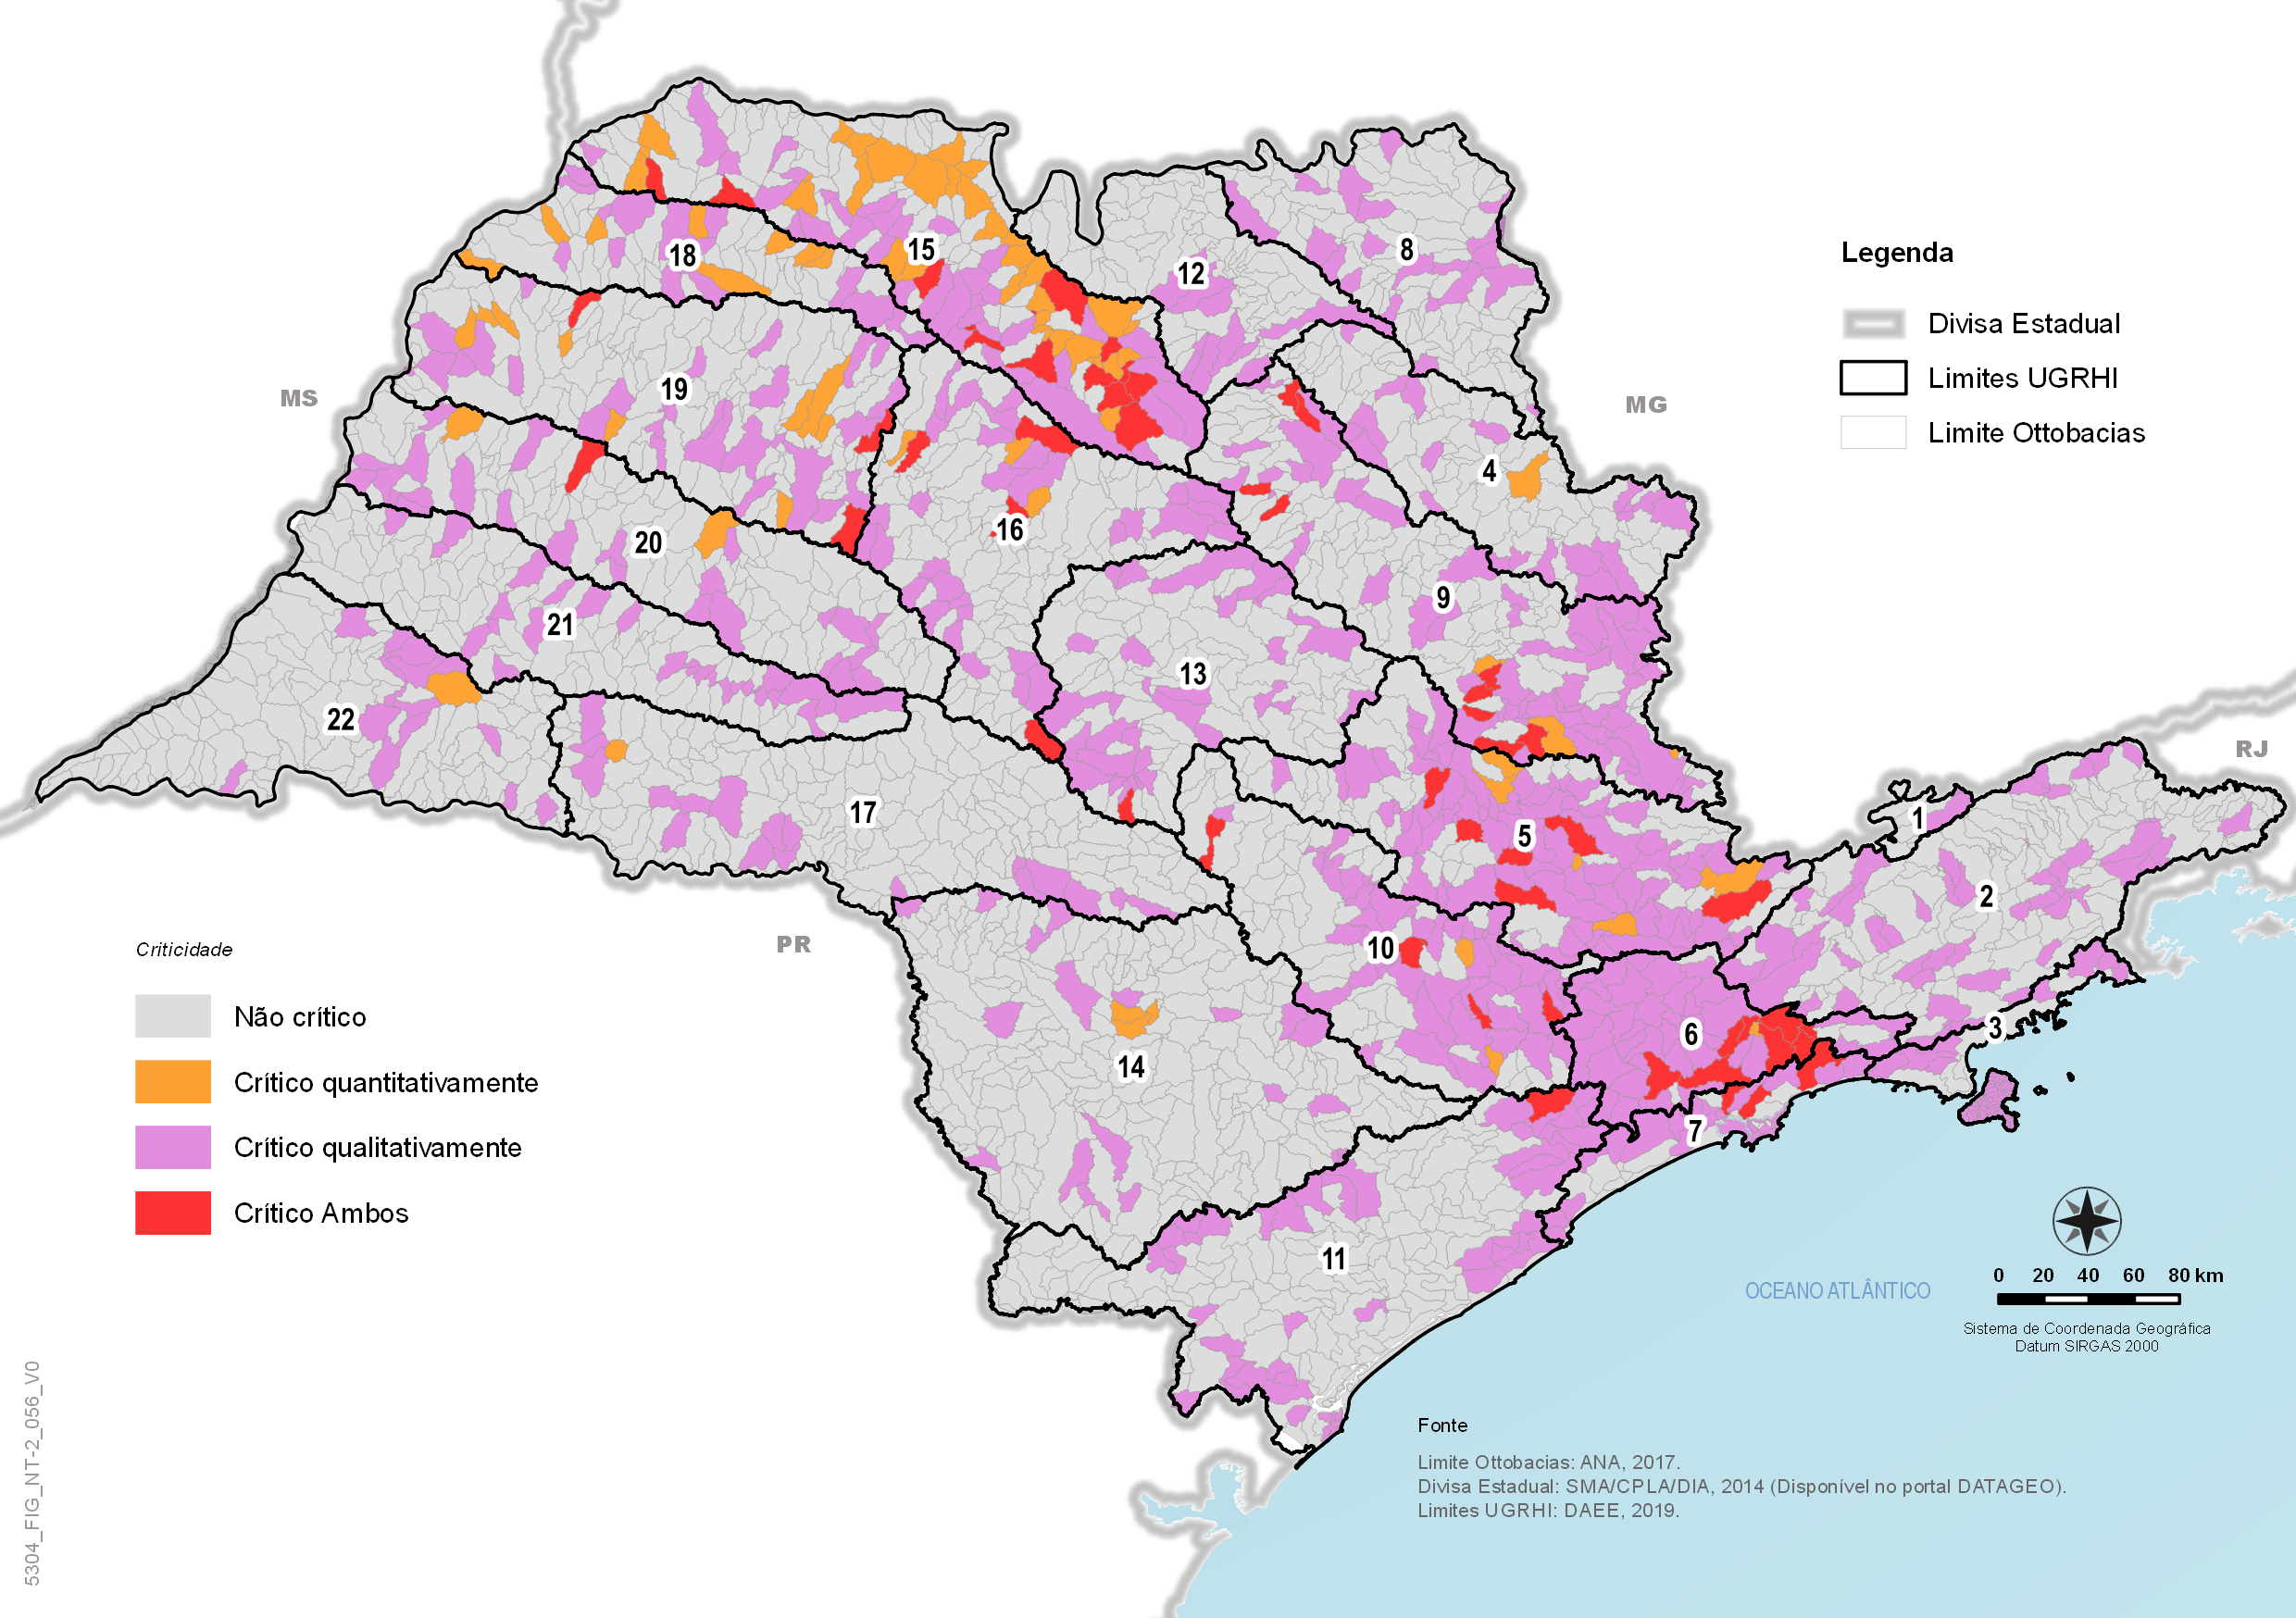 Legenda
Divisa Estadual
Limites UGRHI
Limite Ottobacias
MS
MG
RJ
PR
15
18
12
8
19
4
16
20
9
21
13
22
17
5
1
2
10
6
3
14
7
11
Criticidade
Não crítico
Crítico quantitativamente
Crítico qualitativamente
Crítico Ambos
OCEANO ATLÂNTICO
0 20 40 60 80 km
Sistema de Coordenada Geográfica
Datum SIRGAS 2000
Fonte
Limite Ottobacias: ANA, 2017.
Divisa Estadual: SMA/CPLA/DIA, 2014 (Disponível no portal DATAGEO).
Limites UGRHI: DAEE, 2019.
5304_FIG_NT-2_056_V0